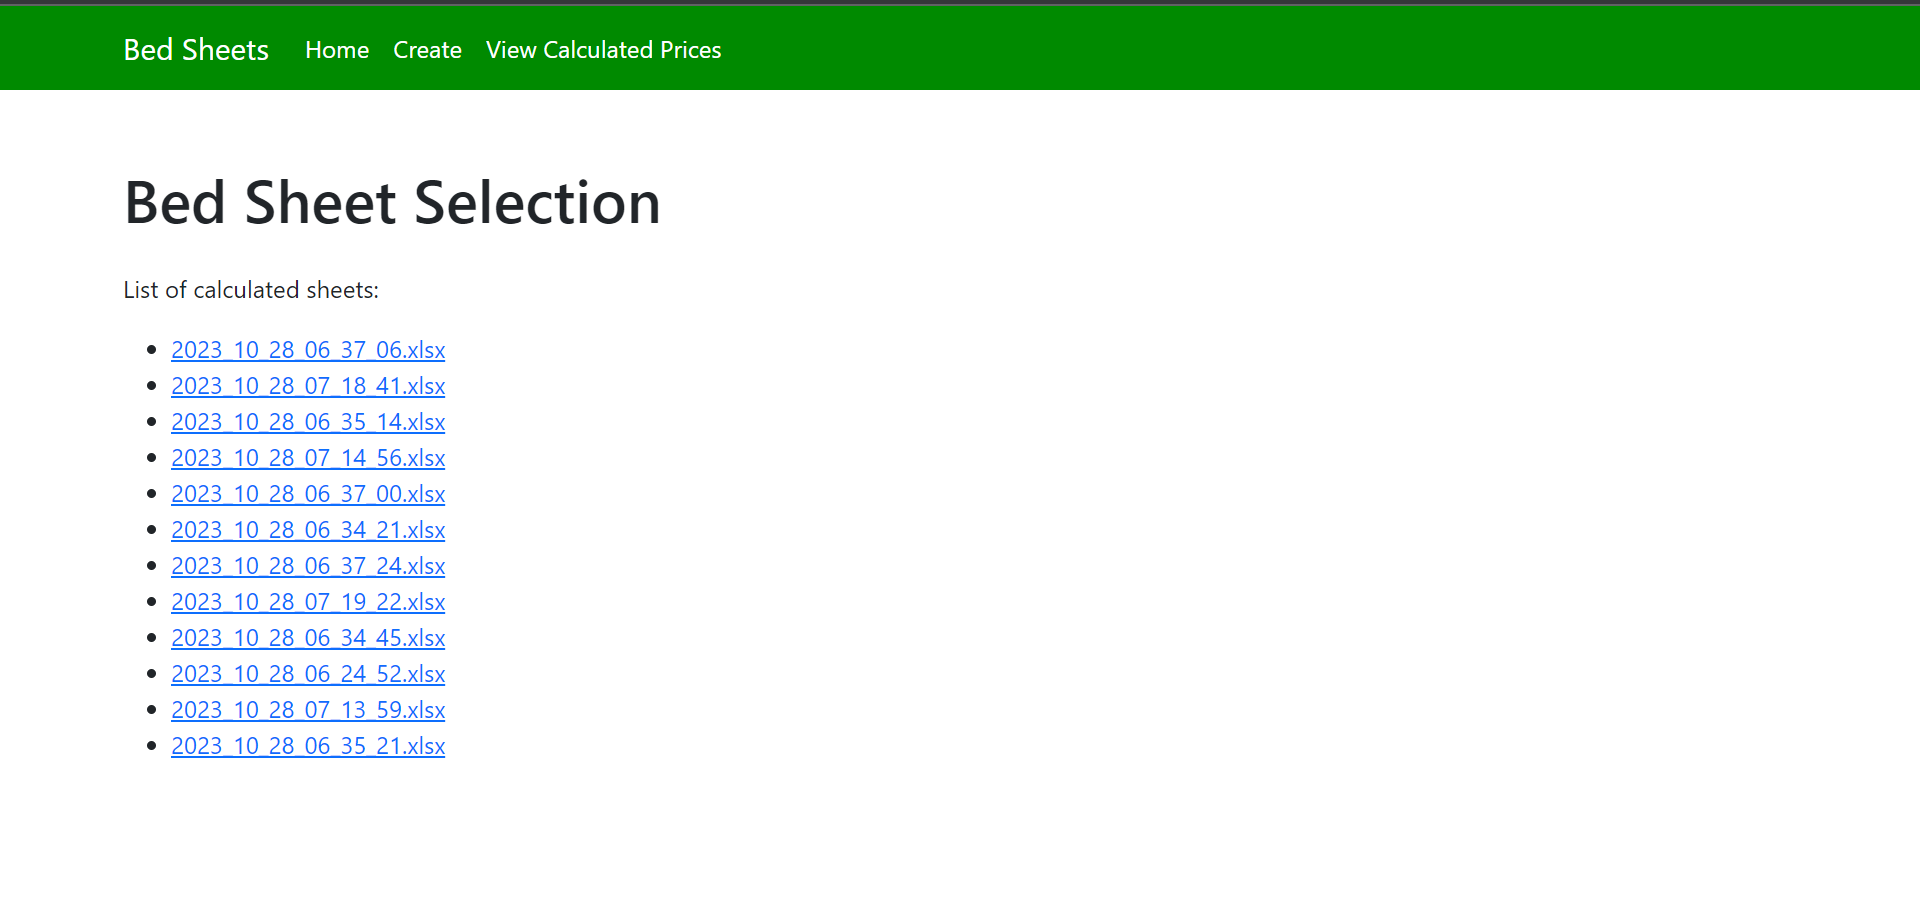 Bed Sheets Home Create View Calculated Prices
Bed Sheet Selection
List of calculated sheets:
2023_10_28_06_37_06.xlsx
2023_10_28_07_18_41.xlsx
2023_10_28_06_35_14.xlsx
2023_10_28_07_14_56.xlsx
2023_10_28_06_37_00.xlsx
2023_10_28_06_34_21.xlsx
2023_10_28_06_37_24.xlsx
2023_10_28_07_19_22.xlsx
2023_10_28_06_34_45.xlsx
2023_10_28_06_24_52.xlsx
2023_10_28_07_13_59.xlsx
2023_10_28_06_35_21.xlsx